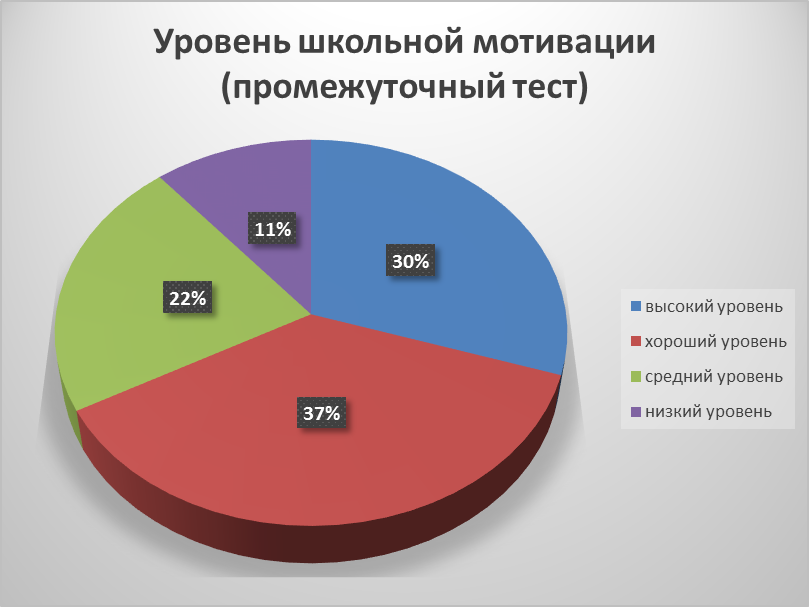 Уровень школьной мотивации
(промежуточный тест)
30%
37%
22%
11%
высокий уровень
хороший уровень
средний уровень
низкий уровень